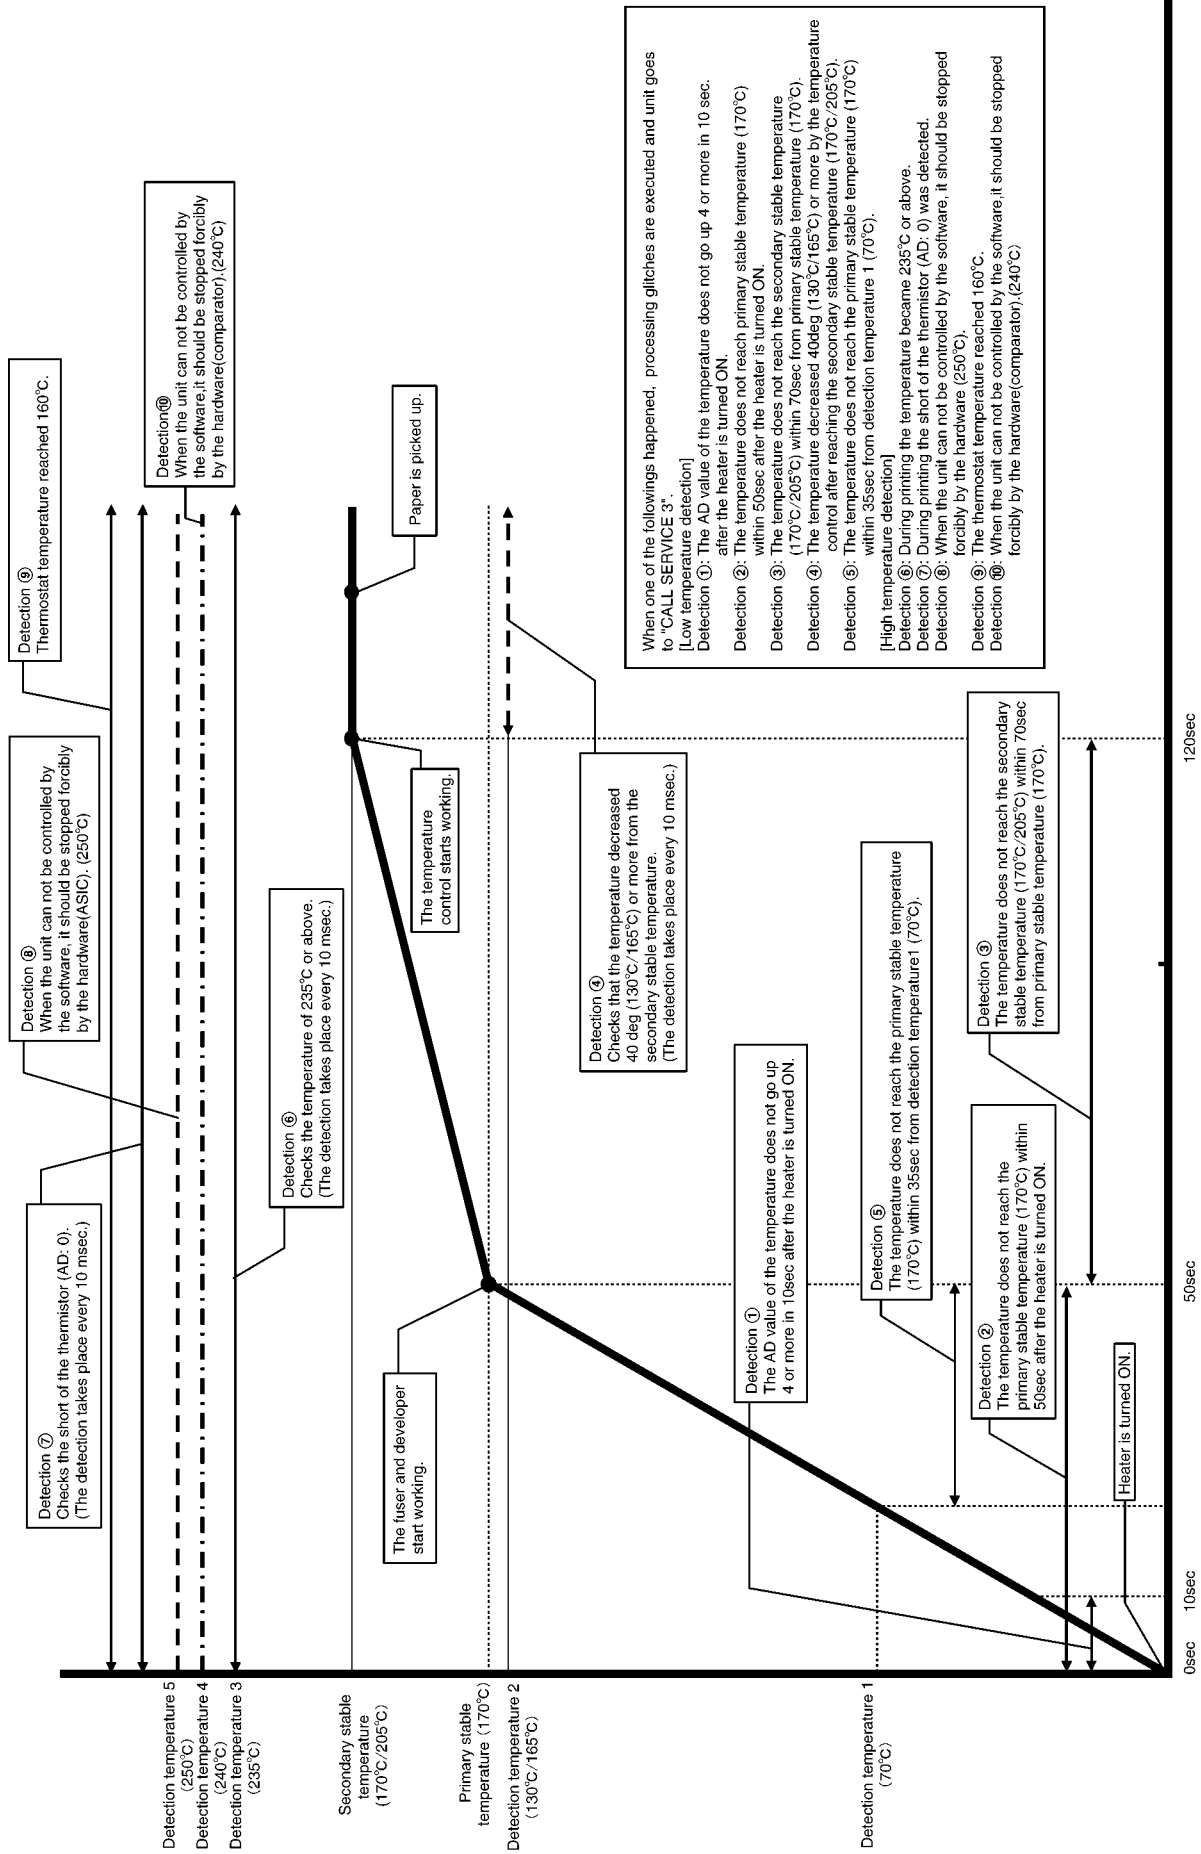 Detection ⑦
Checks the short of the thermistor (AD: 0).
(The detection takes place every 10 msec.)
Detection ⑧
When the unit can not be controlled by
the software, it should be stopped forcibly
by the hardware(ASIC). (250°C)
Detection ⑨
Thermostat temperature reached 160°C.
Detection⑩
When the unit can not be controlled by
the software,it should be stopped forcibly
by the hardware(comparator).(240°C)
Detection temperature 5
(250°C)
Detection temperature 4
(240°C)
Detection temperature 3
(235°C)
Detection ⑥
Checks the temperature of 235°C or above.
(The detection takes place every 10 msec.)
Secondary stable
temperature
(170°C/205°C)
The fuser and developer
start working.
The temperature
control starts working.
Paper is picked up.
Primary stable
temperature (170°C)
Detection temperature 2
(130°C/165°C)
Detection ④
Checks that the temperature decreased
40 deg (130°C/165°C) or more from the
secondary stable temperature.
(The detection takes place every 10 msec.)
Detection ①
The AD value of the temperature does not go up
4 or more in 10sec after the heater is turned ON.
Detection temperature 1
(70°C)
Detection ⑤
The temperature does not reach the primary stable temperature
(170°C) within 35sec from detection temperature1 (70°C).
Detection ②
The temperature does not reach the
primary stable temperature (170°C) within
50sec after the heater is turned ON.
Detection ③
The temperature does not reach the secondary
stable temperature (170°C/205°C) within 70sec
from primary stable temperature (170°C).
Heater is turned ON.
0sec
10sec
50sec
120sec
When one of the followings happened, processing glitches are executed and unit goes
to "CALL SERVICE 3".
[Low temperature detection]
Detection ①: The AD value of the temperature does not go up 4 or more in 10 sec.
after the heater is turned ON.
Detection ②: The temperature does not reach primary stable temperature (170°C)
within 50sec after the heater is turned ON.
Detection ③: The temperature does not reach the secondary stable temperature
(170°C/205°C) within 70sec from primary stable temperature (170°C).
Detection ④: The temperature decreased 40deg (130°C/165°C) or more by the temperature
control after reaching the secondary stable temperature (170°C/205°C).
Detection ⑤: The temperature does not reach the primary stable temperature (170°C)
within 35sec from detection temperature 1 (70°C).
[High temperature detection]
Detection ⑥: During printing the temperature became 235°C or above.
Detection ⑦: During printing the short of the thermistor (AD: 0) was detected.
Detection ⑧: When the unit can not be controlled by the software, it should be stopped
forcibly by the hardware (250°C).
Detection ⑨: The thermostat temperature reached 160°C.
Detection ⑩: When the unit can not be controlled by the software,it should be stopped
forcibly by the hardware(comparator).(240°C)